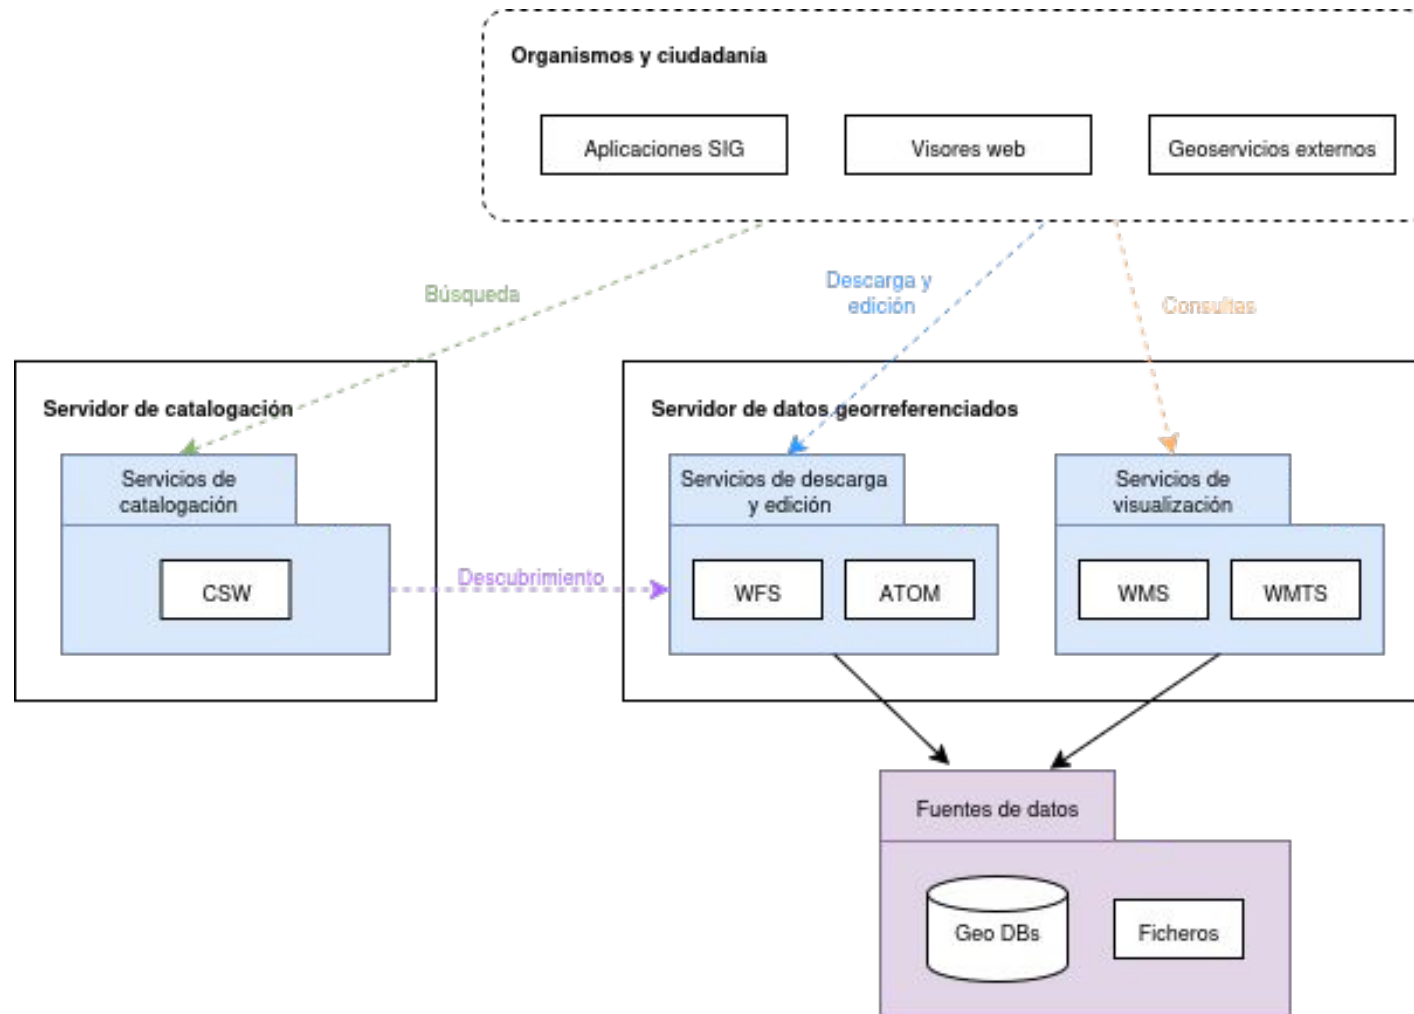 Organismos y ciudadanía
Aplicaciones SIG
Visores web
Geoservicios externos
Búsqueda
Descarga y
edición
Consultas
Servidor de catalogación
Servicios de
catalogación
CSW
Descubrimiento
Servidor de datos georreferenciados
Servicios de descarga
y edición
WFS
ATOM
Servicios de
visualización
WMS
WMTS
Fuentes de datos
Geo DBs
Ficheros